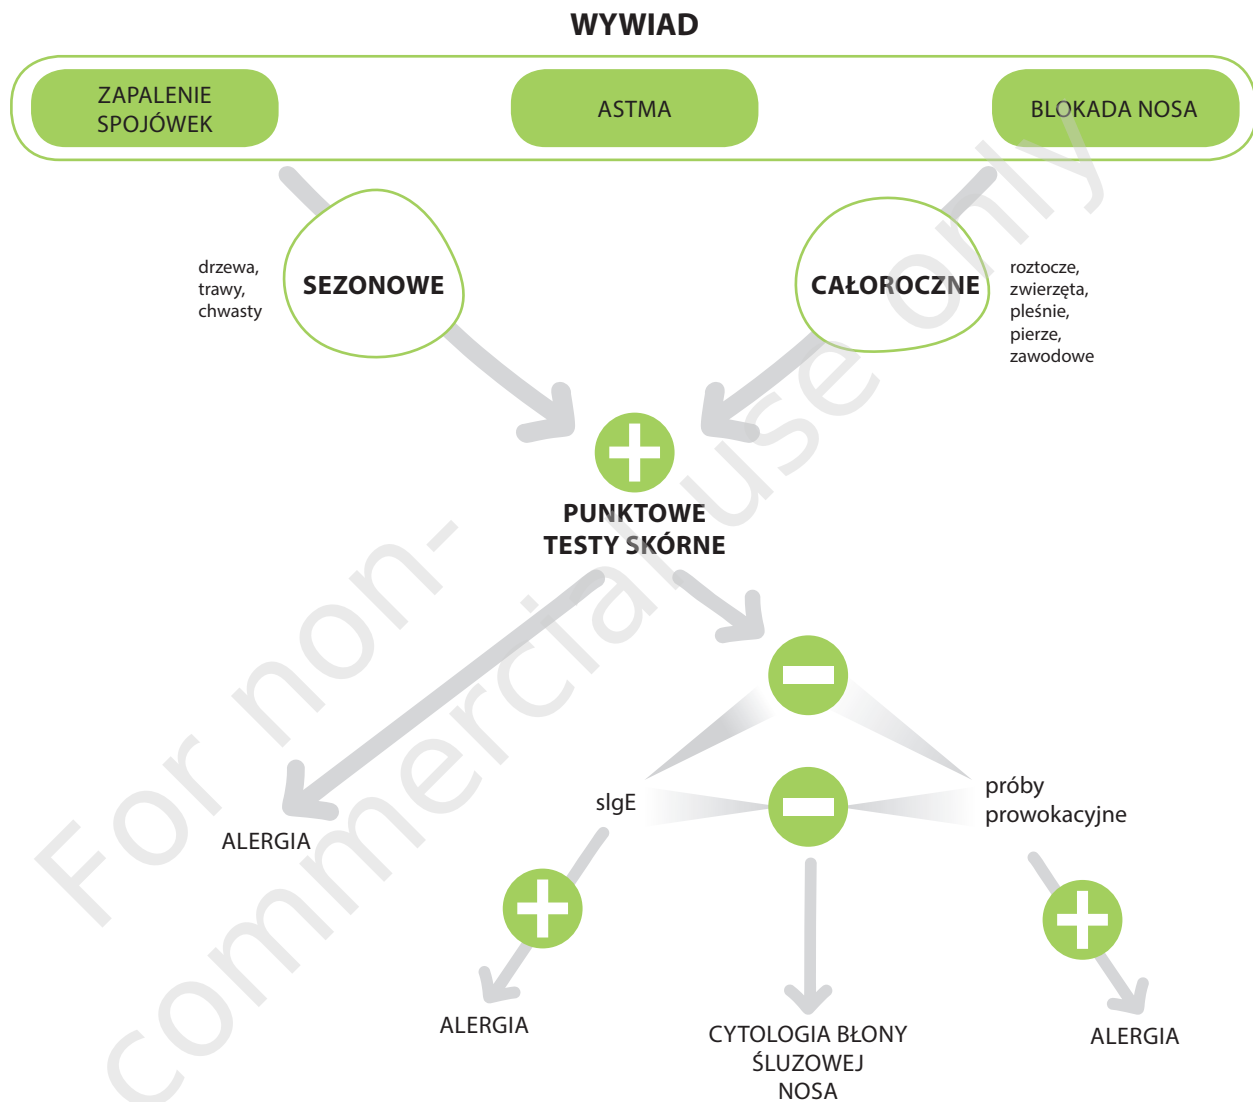 WYWIAD
ZAPALENIE
SPOJÓWEK
ASTMA
BLOKADA NOSA
drzewa,
trawy,
chwasty
SEZONOWE
CAŁOROCZNE
roztocze,
zwierzęta,
pleśnie,
pierze,
zawodowe
PUNKTOWE
TESTY SKÓRNE
sIgE
próby
prowokacyjne
ALERGIA
ALERGIA
CYTOLOGIA BŁONY
ŚLUZOWEJ
NOSA
ALERGIA
For non-
commercial use only